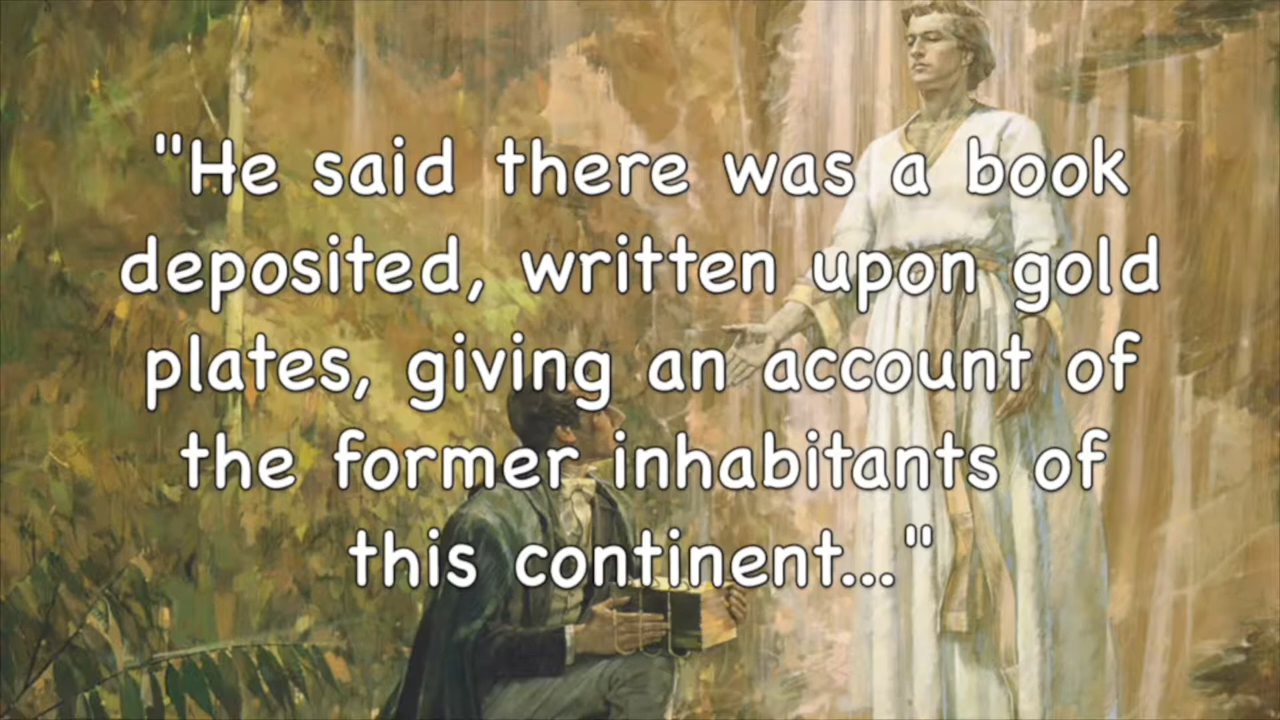 "He said there was a book
deposited, written upon gold
plates, giving an account of
the former inhabitants of
this continent..."